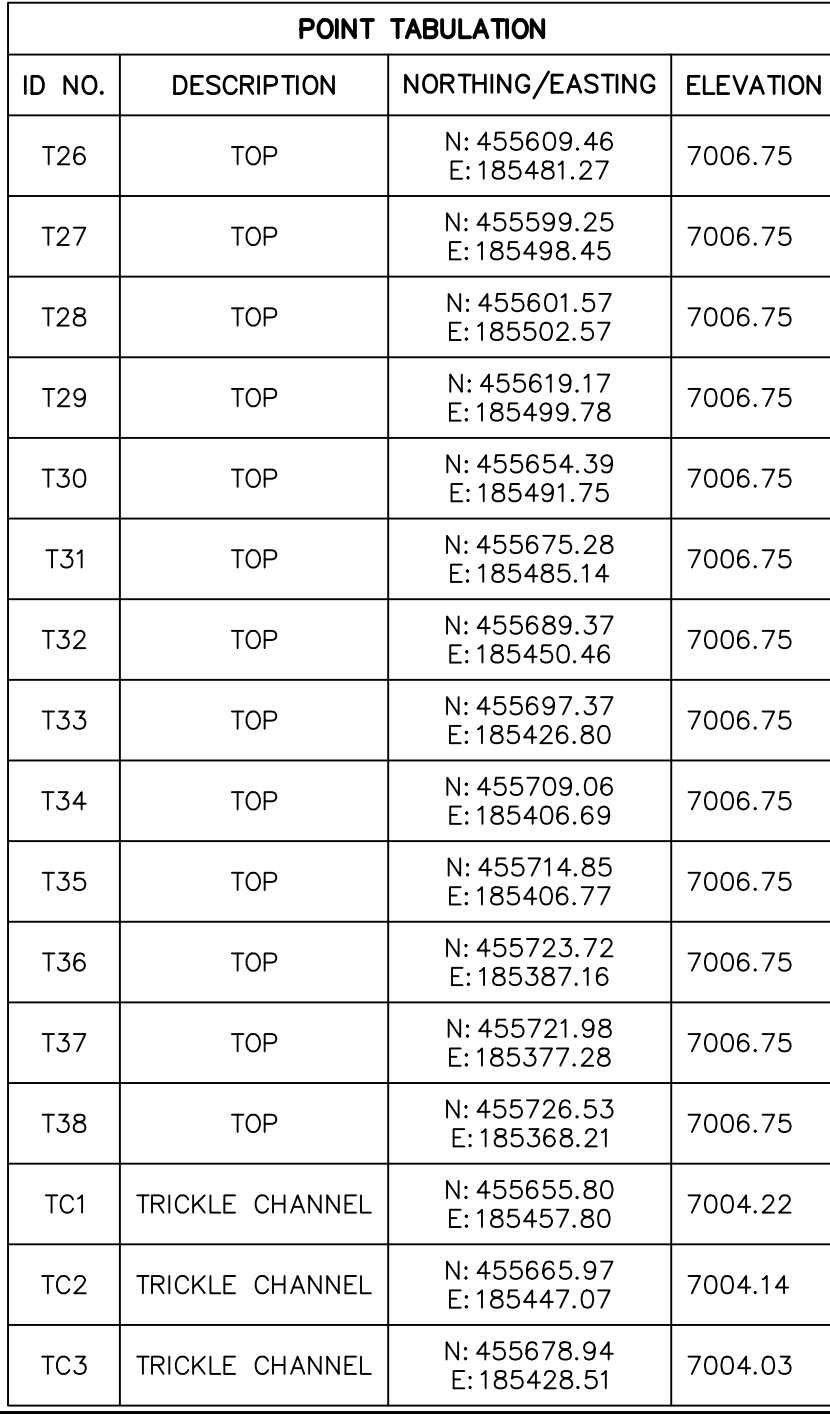 POINT TABULATION
ID NO. DESCRIPTION NORTHING/EASTING ELEVATION
T26 TOP N: 455609.46 7006.75
E: 185481.27
T27 TOP N: 455599.25 7006.75
E: 185498.45
T28 TOP N: 455601.57 7006.75
E: 185502.57
T29 TOP N: 455619.17 7006.75
E: 185499.78
T30 TOP N: 455654.39 7006.75
E: 185491.75
T31 TOP N: 455675.28 7006.75
E: 185485.14
T32 TOP N: 455689.37 7006.75
E: 185450.46
T33 TOP N: 455697.37 7006.75
E: 185426.80
T34 TOP N: 455709.06 7006.75
E: 185406.69
T35 TOP N: 455714.85 7006.75
E: 185406.77
T36 TOP N: 455723.72 7006.75
E: 185387.16
T37 TOP N: 455721.98 7006.75
E: 185377.28
T38 TOP N: 455726.53 7006.75
E: 185368.21
TC1 TRICKLE CHANNEL N: 455655.80 7004.22
E: 185457.80
TC2 TRICKLE CHANNEL N: 455665.97 7004.14
E: 185447.07
TC3 TRICKLE CHANNEL N: 455678.94 7004.03
E: 185428.51